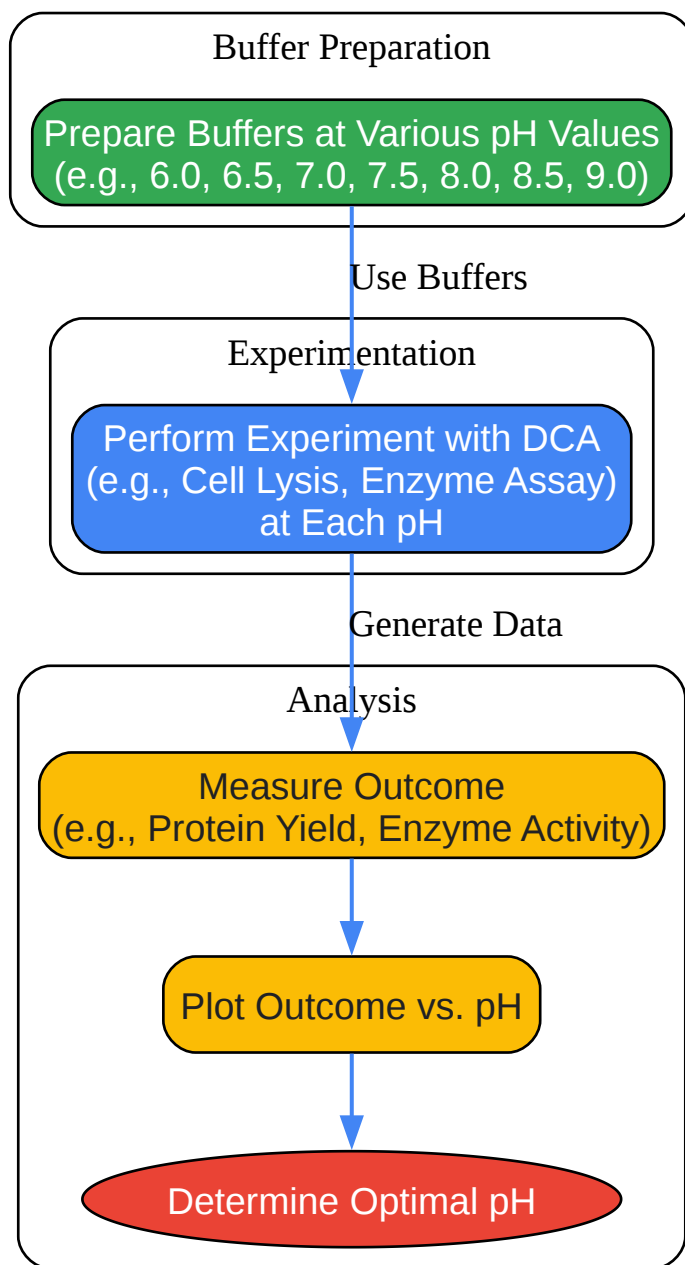 Buffer Preparation
Prepare Buffers at Various pH Values
(e.g., 6.0, 6.5, 7.0, 7.5, 8.0, 8.5, 9.0)
Use Buffers
Experimentation
Perform Experiment with DCA
(e.g., Cell Lysis, Enzyme Assay)
at Each pH
Generate Data
Analysis
Measure Outcome
(e.g., Protein Yield, Enzyme Activity)
Plot Outcome vs. pH
Determine Optimal pH